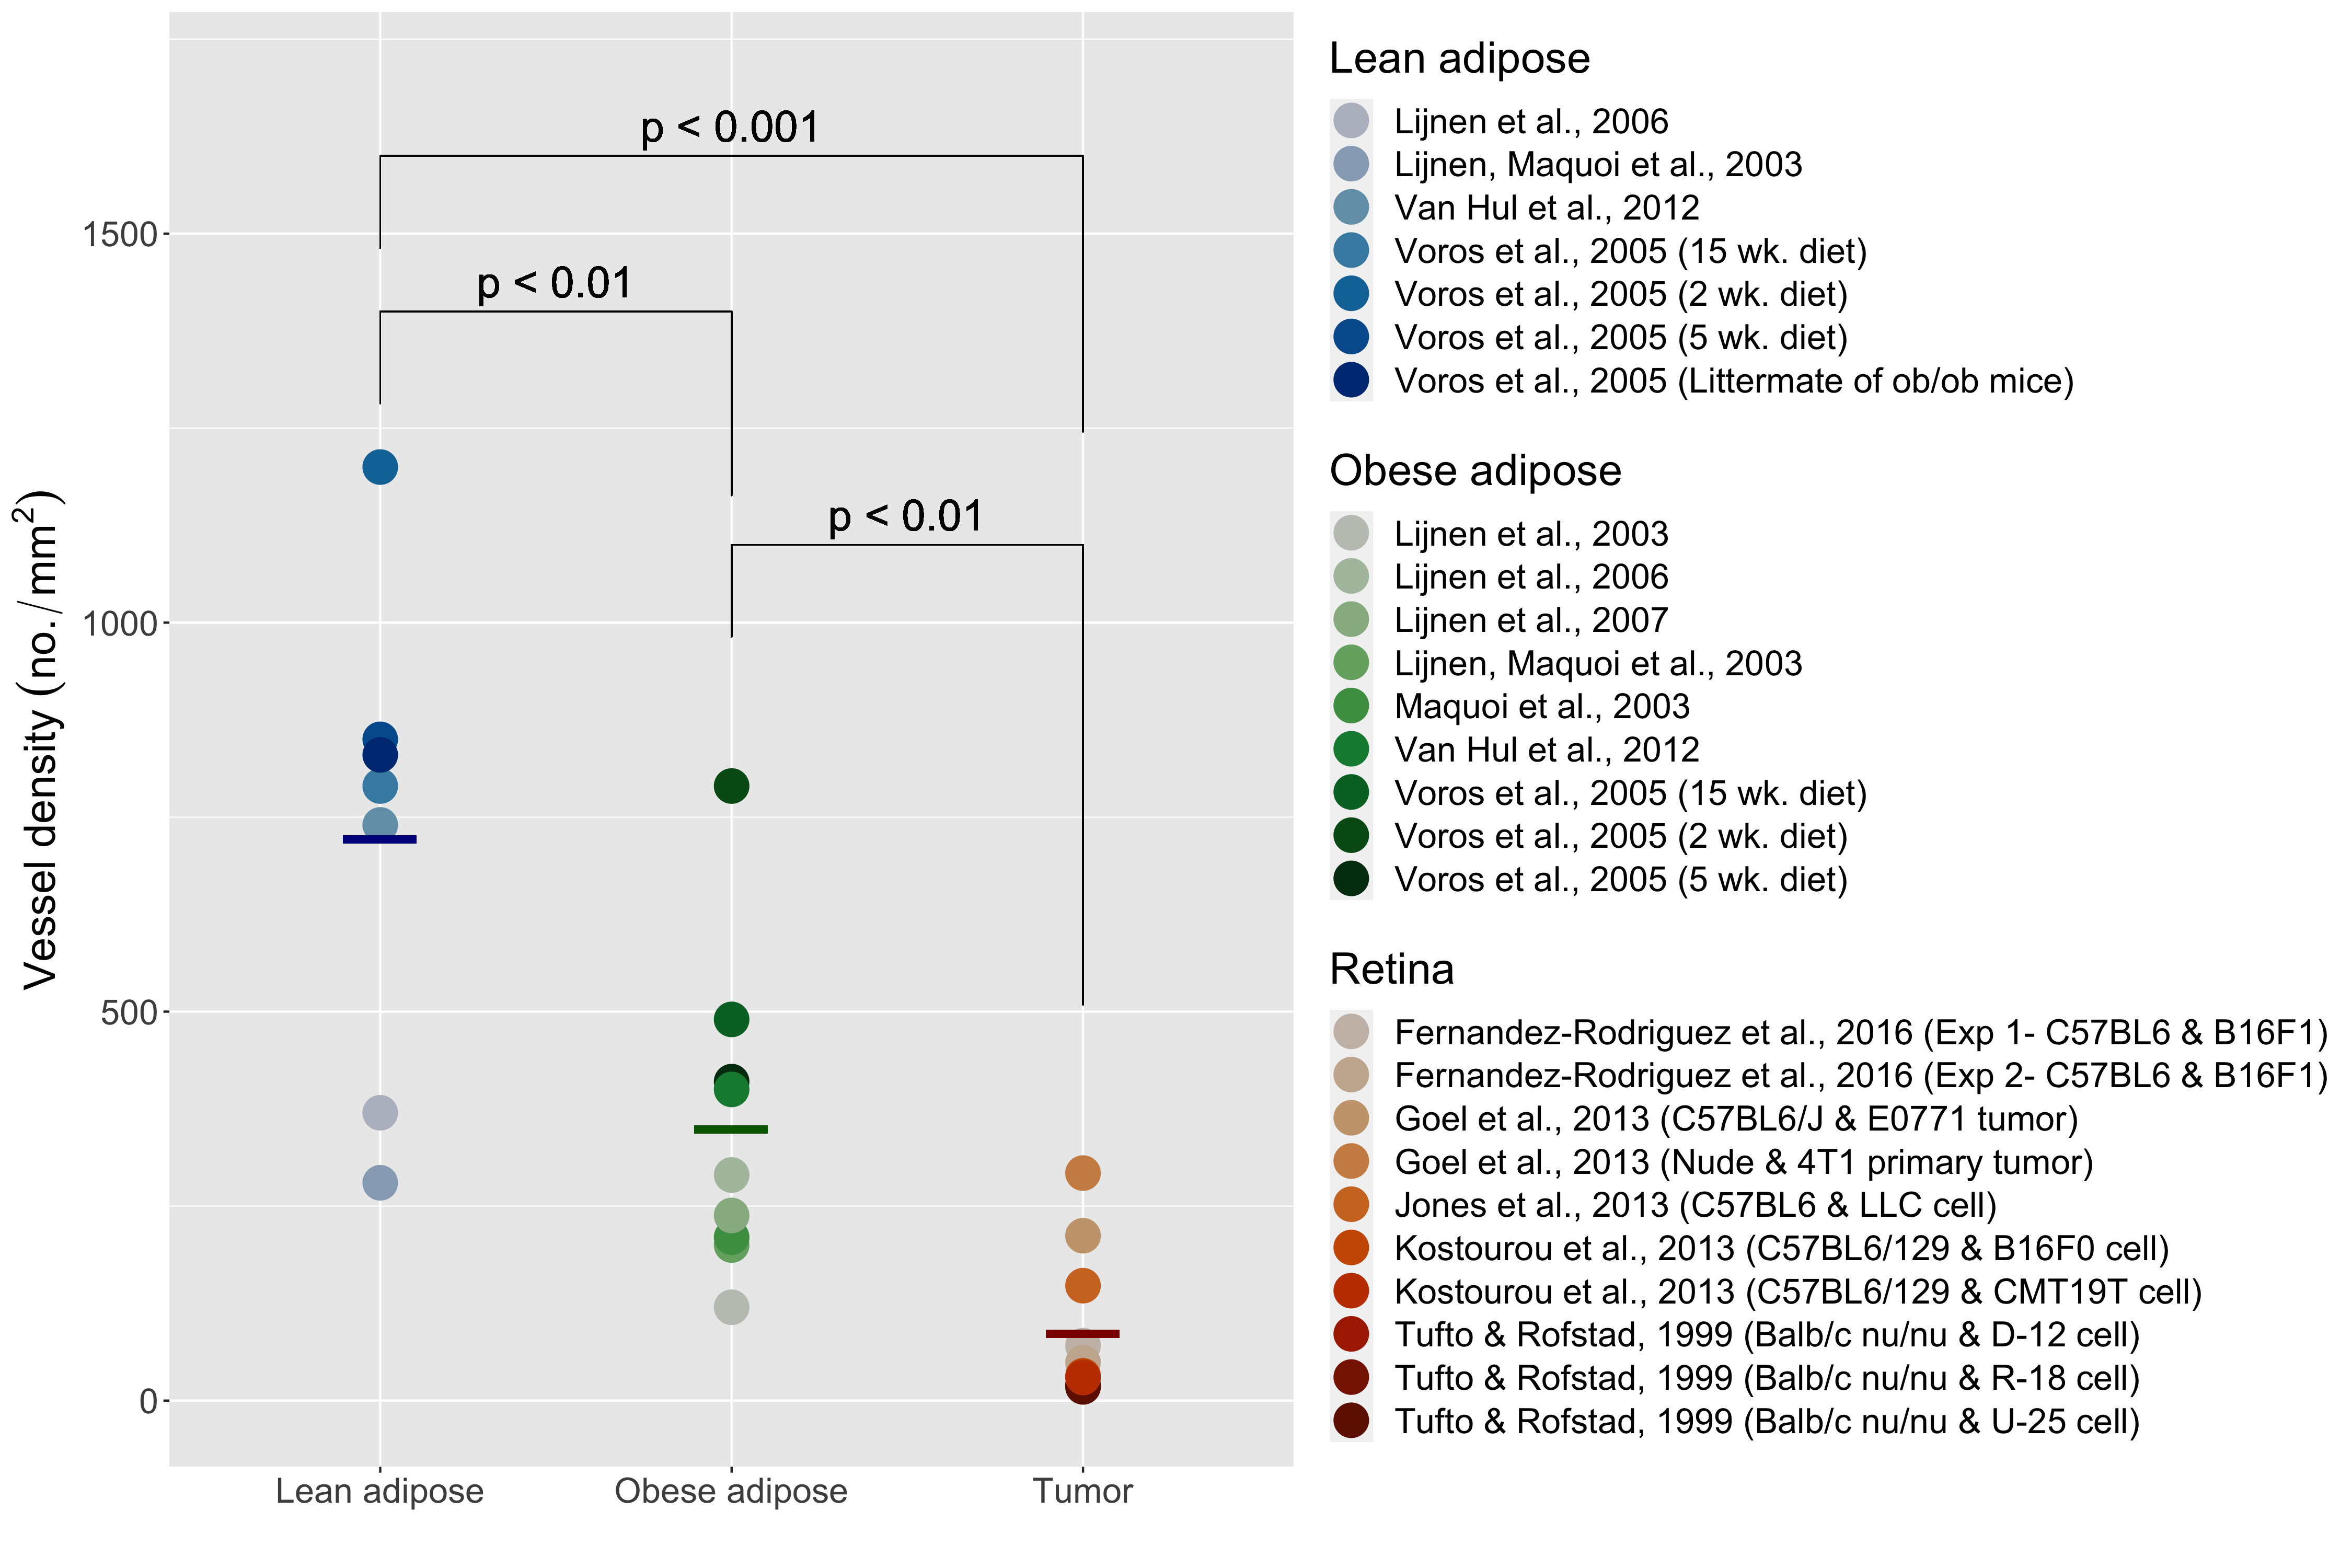 Vessel density (no./mm²)
1500
1000
500
0
p < 0.001
p < 0.01
p < 0.01
Lean adipose
Obese adipose
Tumor
Lean adipose
Lijnen et al., 2006
Lijnen, Maquoi et al., 2003
Van Hul et al., 2012
Voros et al., 2005 (15 wk. diet)
Voros et al., 2005 (2 wk. diet)
Voros et al., 2005 (5 wk. diet)
Voros et al., 2005 (Littermate of ob/ob mice)
Obese adipose
Lijnen et al., 2003
Lijnen et al., 2006
Lijnen et al., 2007
Lijnen, Maquoi et al., 2003
Maquoi et al., 2003
Van Hul et al., 2012
Voros et al., 2005 (15 wk. diet)
Voros et al., 2005 (2 wk. diet)
Voros et al., 2005 (5 wk. diet)
Retina
Fernandez-Rodriguez et al., 2016 (Exp 1- C57BL6 & B16F1)
Fernandez-Rodriguez et al., 2016 (Exp 2- C57BL6 & B16F1)
Goel et al., 2013 (C57BL6/J & E0771 tumor)
Goel et al., 2013 (Nude & 4T1 primary tumor)
Jones et al., 2013 (C57BL6 & LLC cell)
Kostourou et al., 2013 (C57BL6/129 & B16F0 cell)
Kostourou et al., 2013 (C57BL6/129 & CMT19T cell)
Tufto & Rofstad, 1999 (Balb/c nu/nu & D-12 cell)
Tufto & Rofstad, 1999 (Balb/c nu/nu & R-18 cell)
Tufto & Rofstad, 1999 (Balb/c nu/nu & U-25 cell)